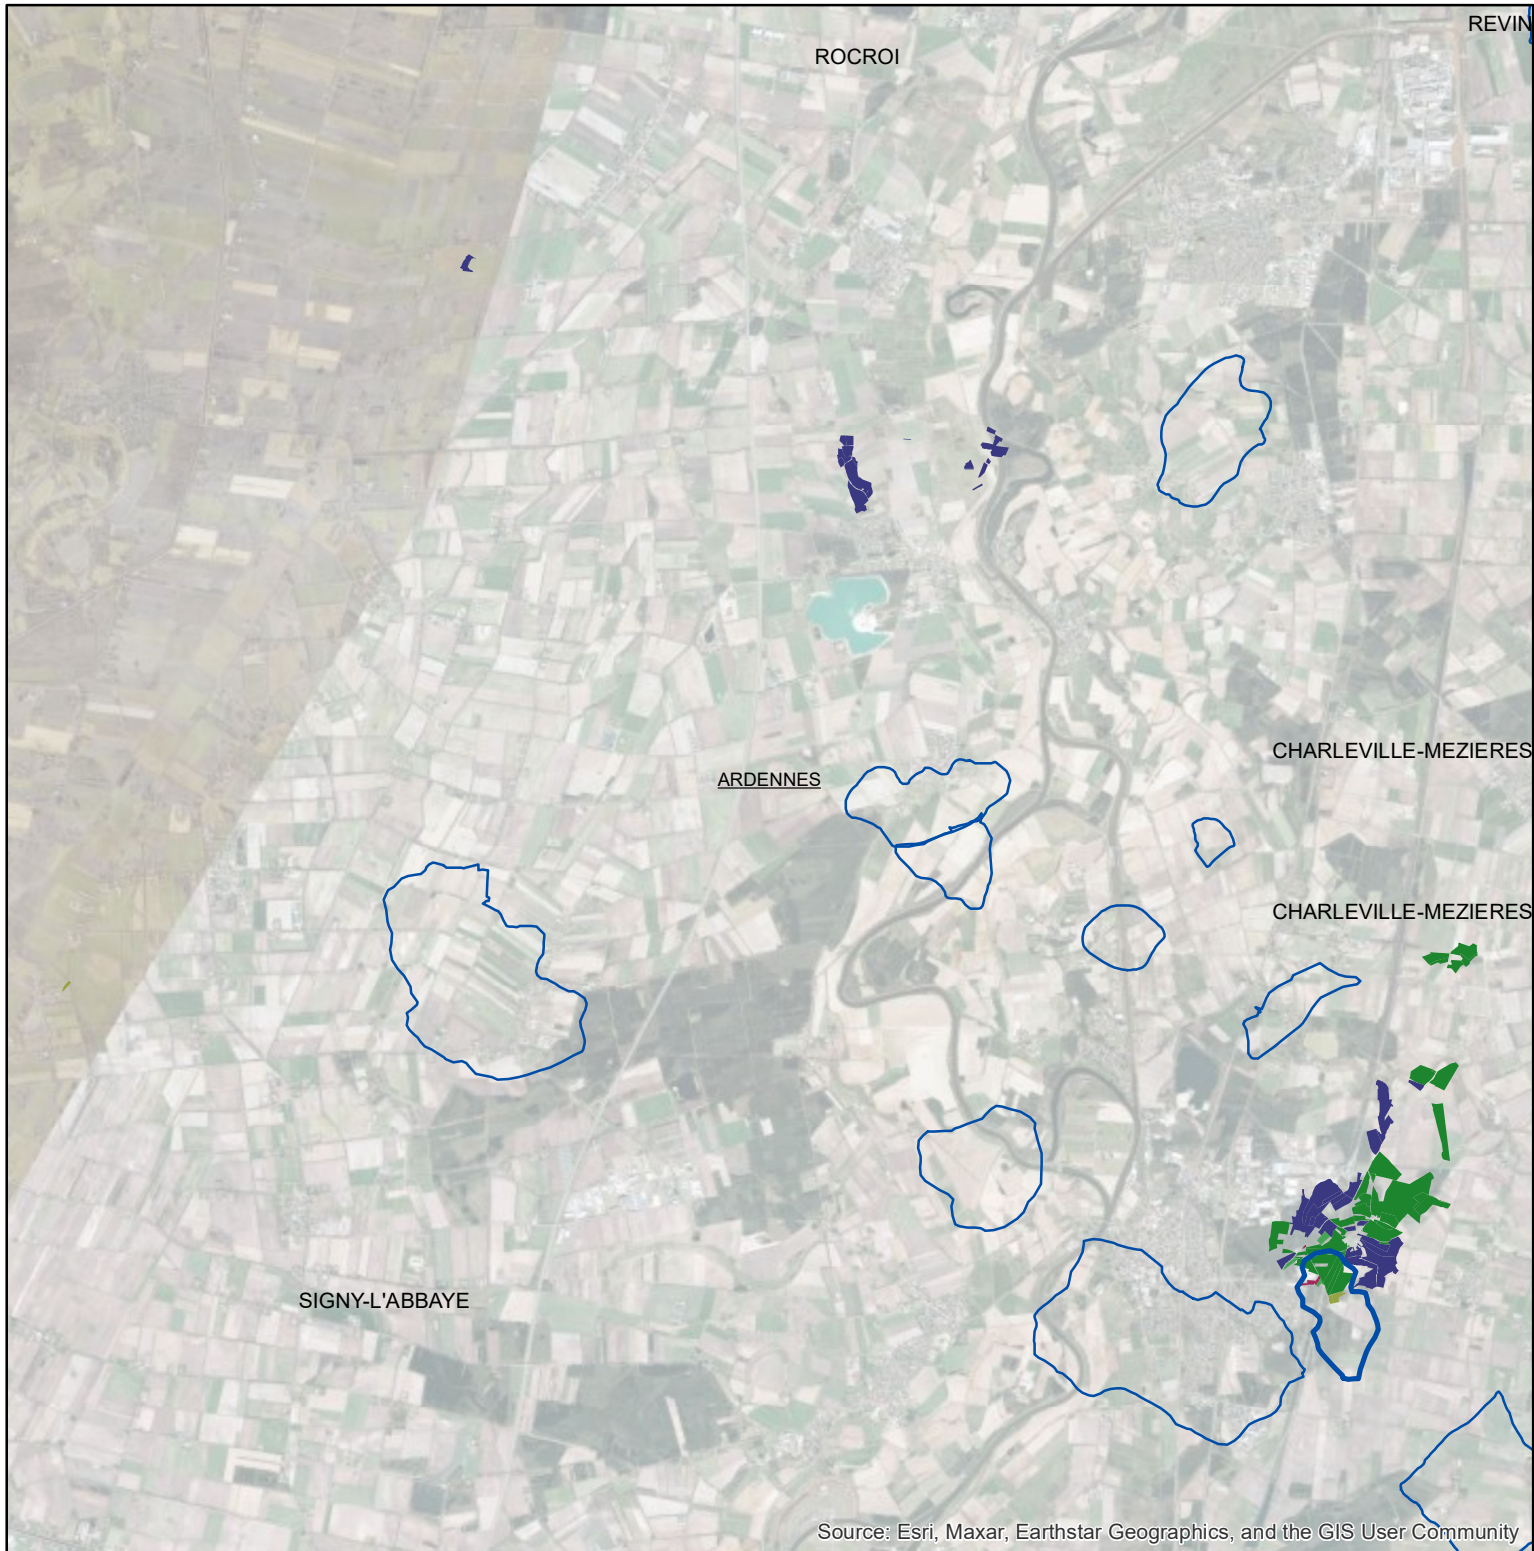 REVIN
ROCROI
CHARLEVILLE-MEZIERES
ARDENNES
CHARLEVILLE-MEZIERES
SIGNY-L'ABBAYE
Source: Esri, Maxar, Earthstar Geographics, and the GIS User Community